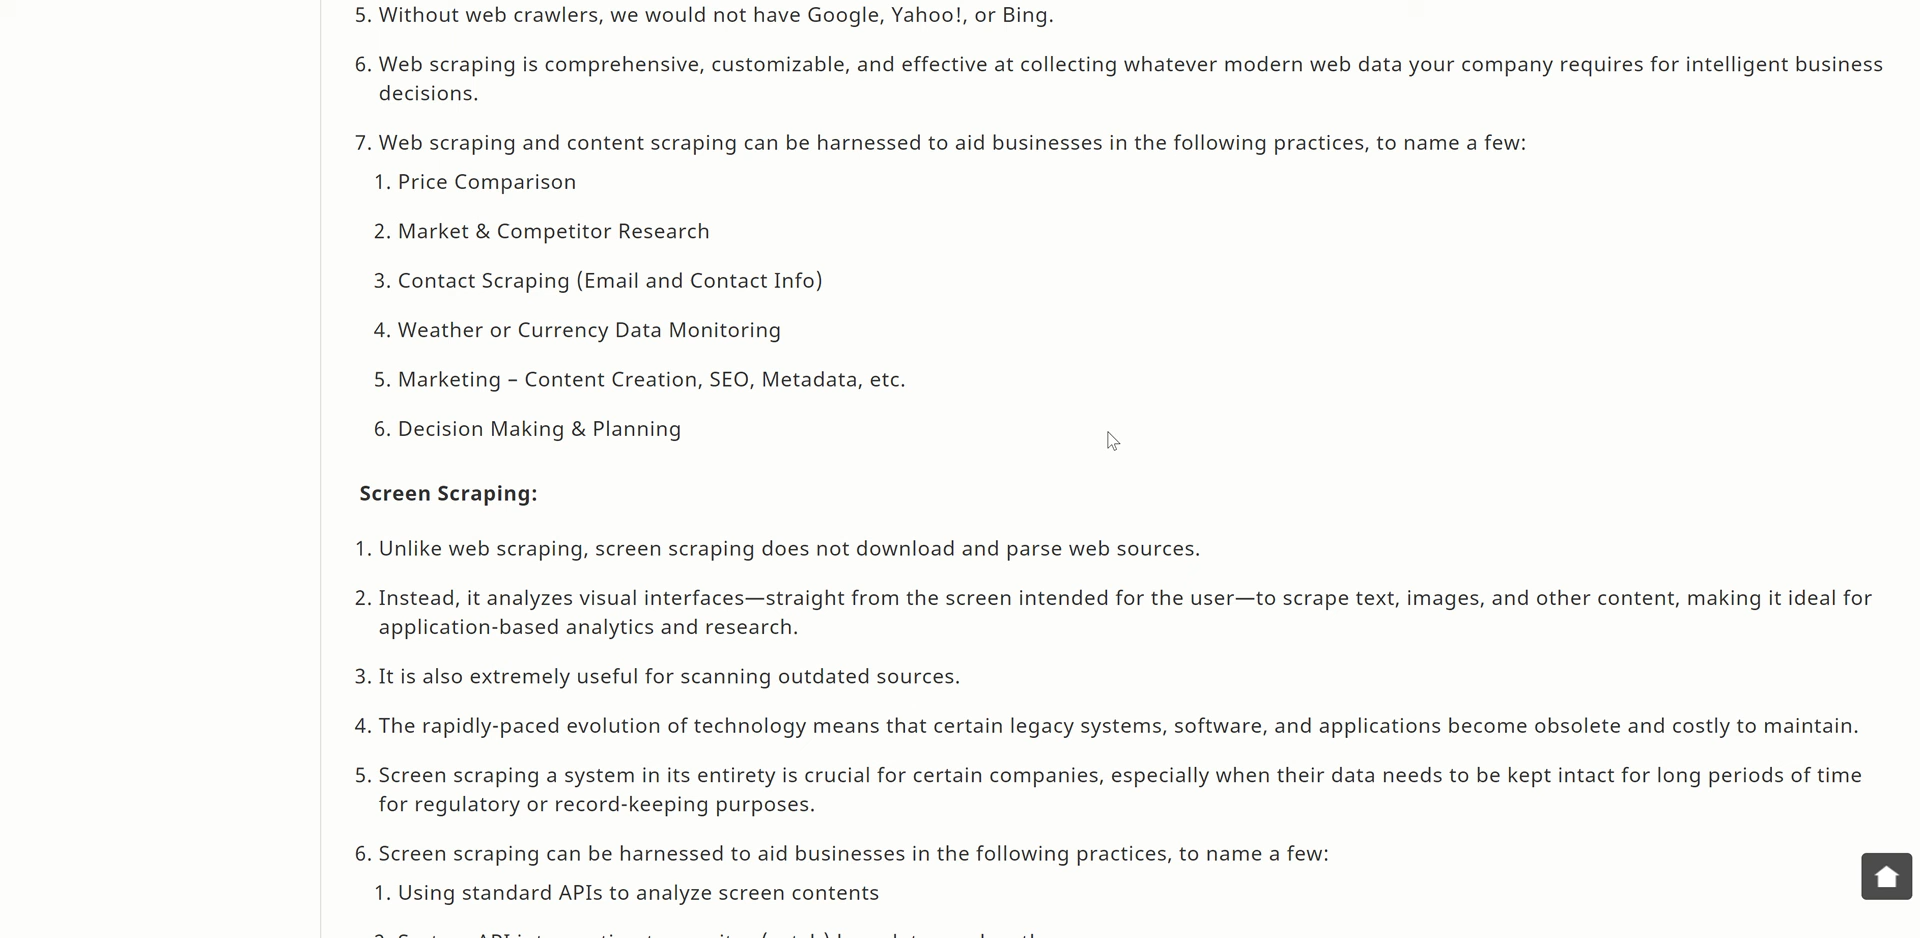 5. Without web crawlers, we would not have Google, Yahoo!, or Bing.
6. Web scraping is comprehensive, customizable, and effective at collecting whatever modern web data your company requires for intelligent business
decisions.
7. Web scraping and content scraping can be harnessed to aid businesses in the following practices, to name a few:
1. Price Comparison
2. Market & Competitor Research
3. Contact Scraping (Email and Contact Info)
4. Weather or Currency Data Monitoring
5. Marketing – Content Creation, SEO, Metadata, etc.
6. Decision Making & Planning
Screen Scraping:
1. Unlike web scraping, screen scraping does not download and parse web sources.
2. Instead, it analyzes visual interfaces—straight from the screen intended for the user—to scrape text, images, and other content, making it ideal for
application-based analytics and research.
3. It is also extremely useful for scanning outdated sources.
4. The rapidly-paced evolution of technology means that certain legacy systems, software, and applications become obsolete and costly to maintain.
5. Screen scraping a system in its entirety is crucial for certain companies, especially when their data needs to be kept intact for long periods of time
for regulatory or record-keeping purposes.
6. Screen scraping can be harnessed to aid businesses in the following practices, to name a few:
1. Using standard APIs to analyze screen contents